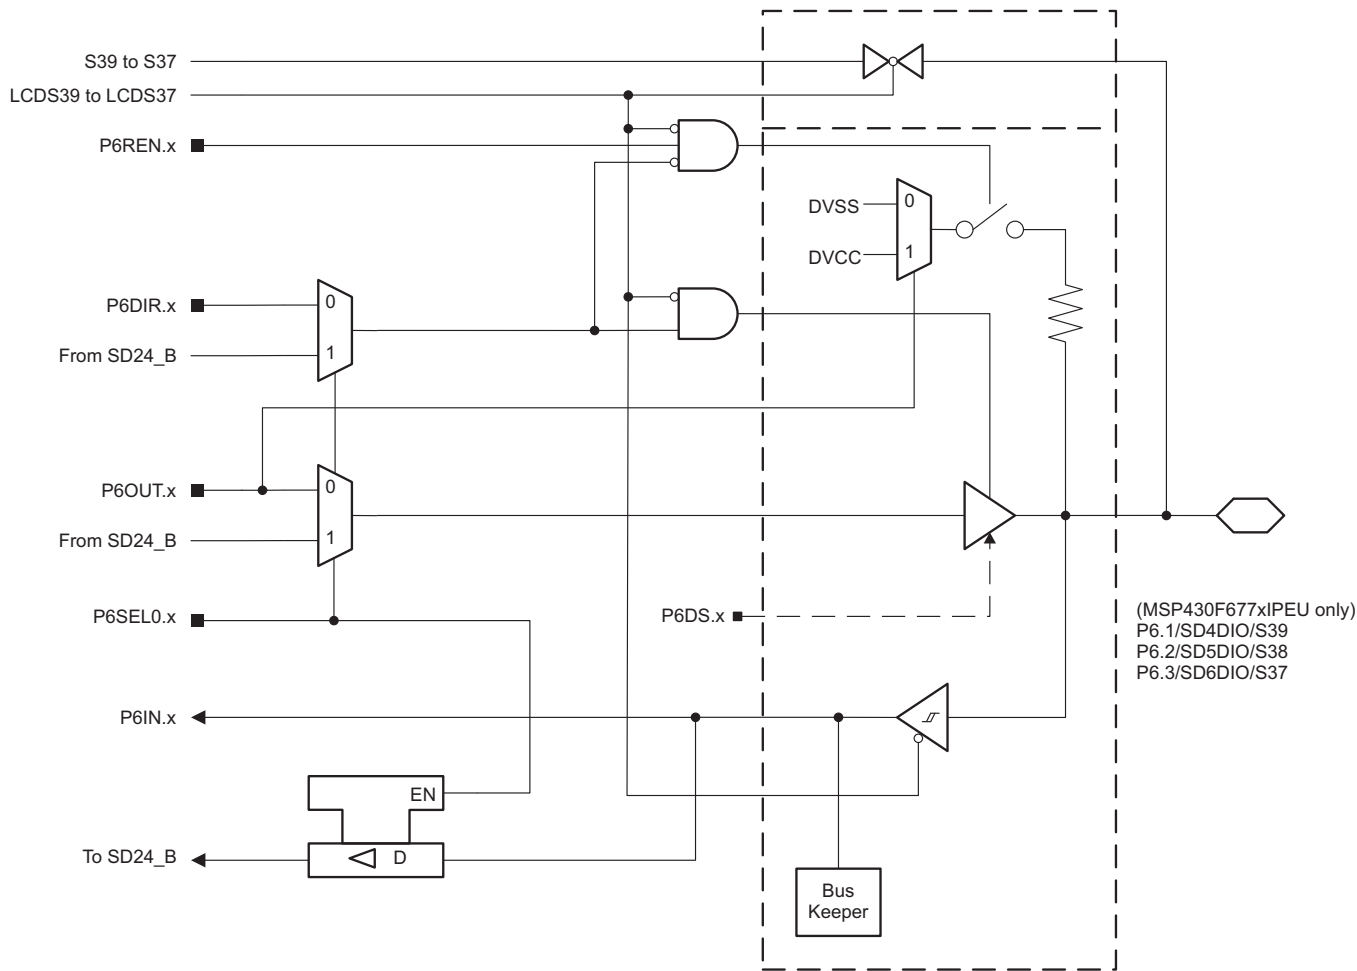 S39 to S37
LCDS39 to LCDS37
P6REN.x
DVSS
0
DVCC
1
P6DIR.x
0
From SD24_B
1
P6OUT.x
0
From SD24_B
1
P6SEL0.x
P6DS.x
(MSP430F677xIPEU only)
P6.1/SD4DIO/S39
P6.2/SD5DIO/S38
P6.3/SD6DIO/S37
P6IN.x
EN
To SD24_B
D
Bus
Keeper